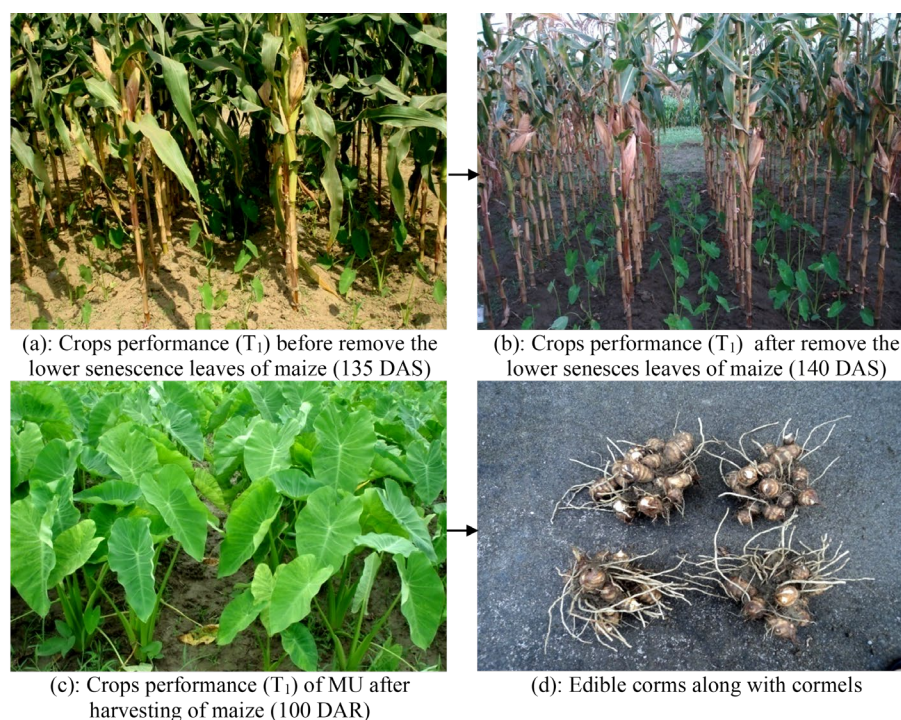 (a): Crops performance (T₁) before remove the
lower senescence leaves of maize (135 DAS)
(b): Crops performance (T₁) after remove the
lower senesces leaves of maize (140 DAS)
(c): Crops performance (T₁) of MU after
harvesting of maize (100 DAR)
(d): Edible corms along with cormels